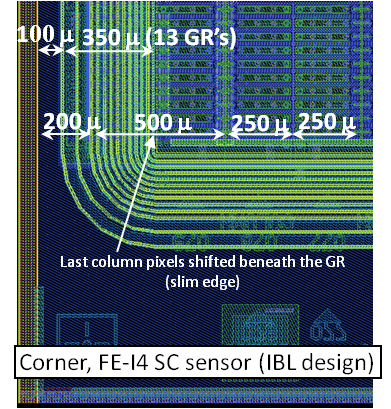 100 μ 350 μ (13 GR's)
200 μ 500 μ 250 μ 250 μ
Last column pixels shifted beneath the GR
(slim edge)
Corner, FE-I4 SC sensor (IBL design)